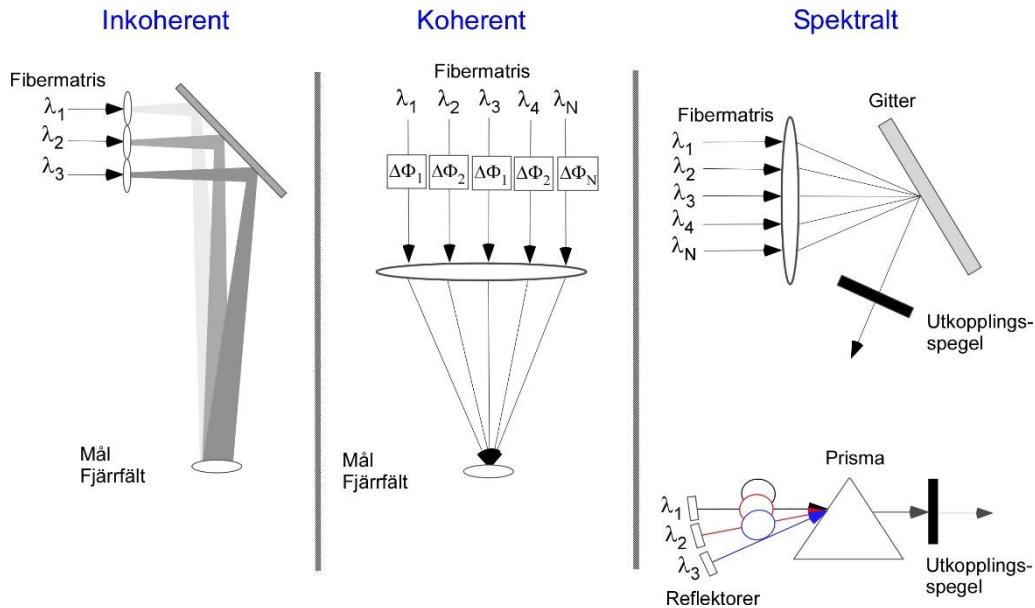 Inkoherent
Fibermatris
λ1
λ2
λ3
Mål
Fjärrfält
Koherent
Fibermatris
λ1 λ2 λ3 λ4 λN
ΔΦ1 ΔΦ2 ΔΦ1 ΔΦ2 ΔΦN
Mål
Fjärrfält
Spektralt
Fibermatris
Gitter
λ1
λ2
λ3
λ4
λN
Utkopplings-
spegel
Prisma
λ1
λ2
λ3
Reflektorer
Utkopplings-
spegel